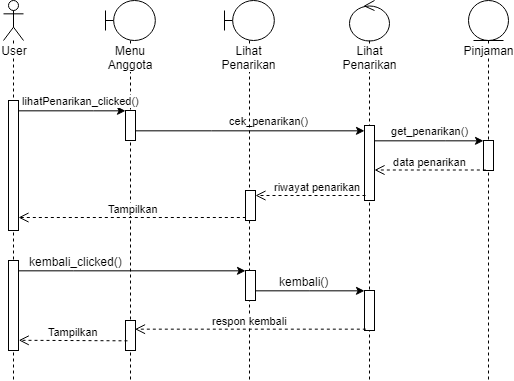 User
Menu
Anggota
Lihat
Penarikan
Lihat
Penarikan
Pinjaman
lihatPenarikan_clicked()
cek_penarikan()
get_penarikan()
data penarikan
riwayat penarikan
Tampilkan
kembali_clicked()
kembali()
respon kembali
Tampilkan